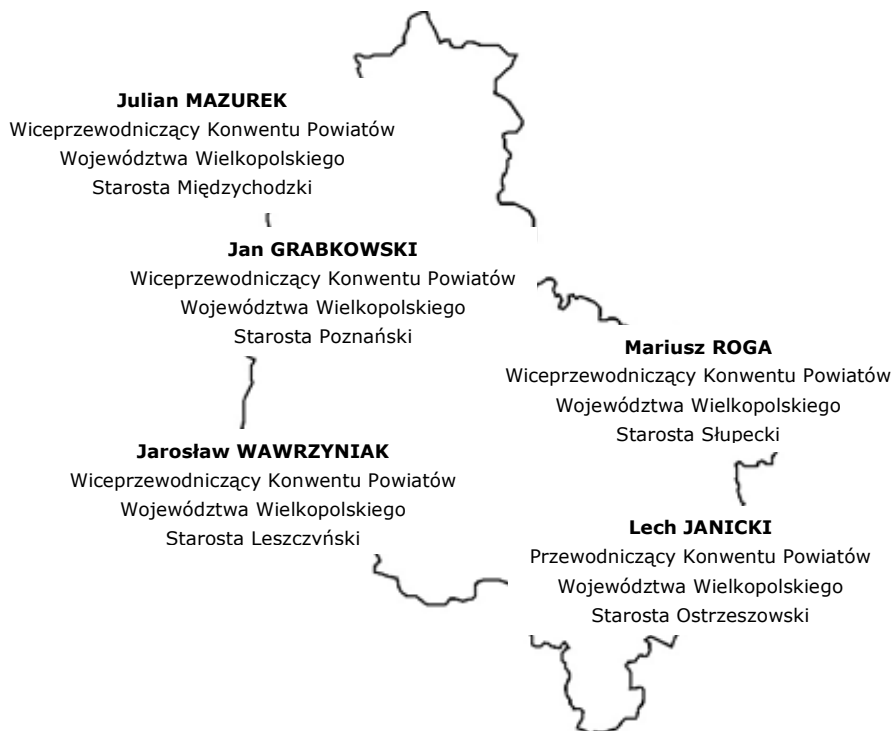 Julian MAZUREK
Wiceprzewodniczący Konwentu Powiatów
Województwa Wielkopolskiego
Starosta Międzychodzki
Jan GRABKOWSKI
Wiceprzewodniczący Konwentu Powiatów
Województwa Wielkopolskiego
Starosta Poznański
Mariusz ROGA
Wiceprzewodniczący Konwentu Powiatów
Województwa Wielkopolskiego
Starosta Słupecki
Jarosław WAWRZYNIAK
Wiceprzewodniczący Konwentu Powiatów
Województwa Wielkopolskiego
Starosta Leszczyński
Lech JANICKI
Przewodniczący Konwentu Powiatów
Województwa Wielkopolskiego
Starosta Ostrzeszowski